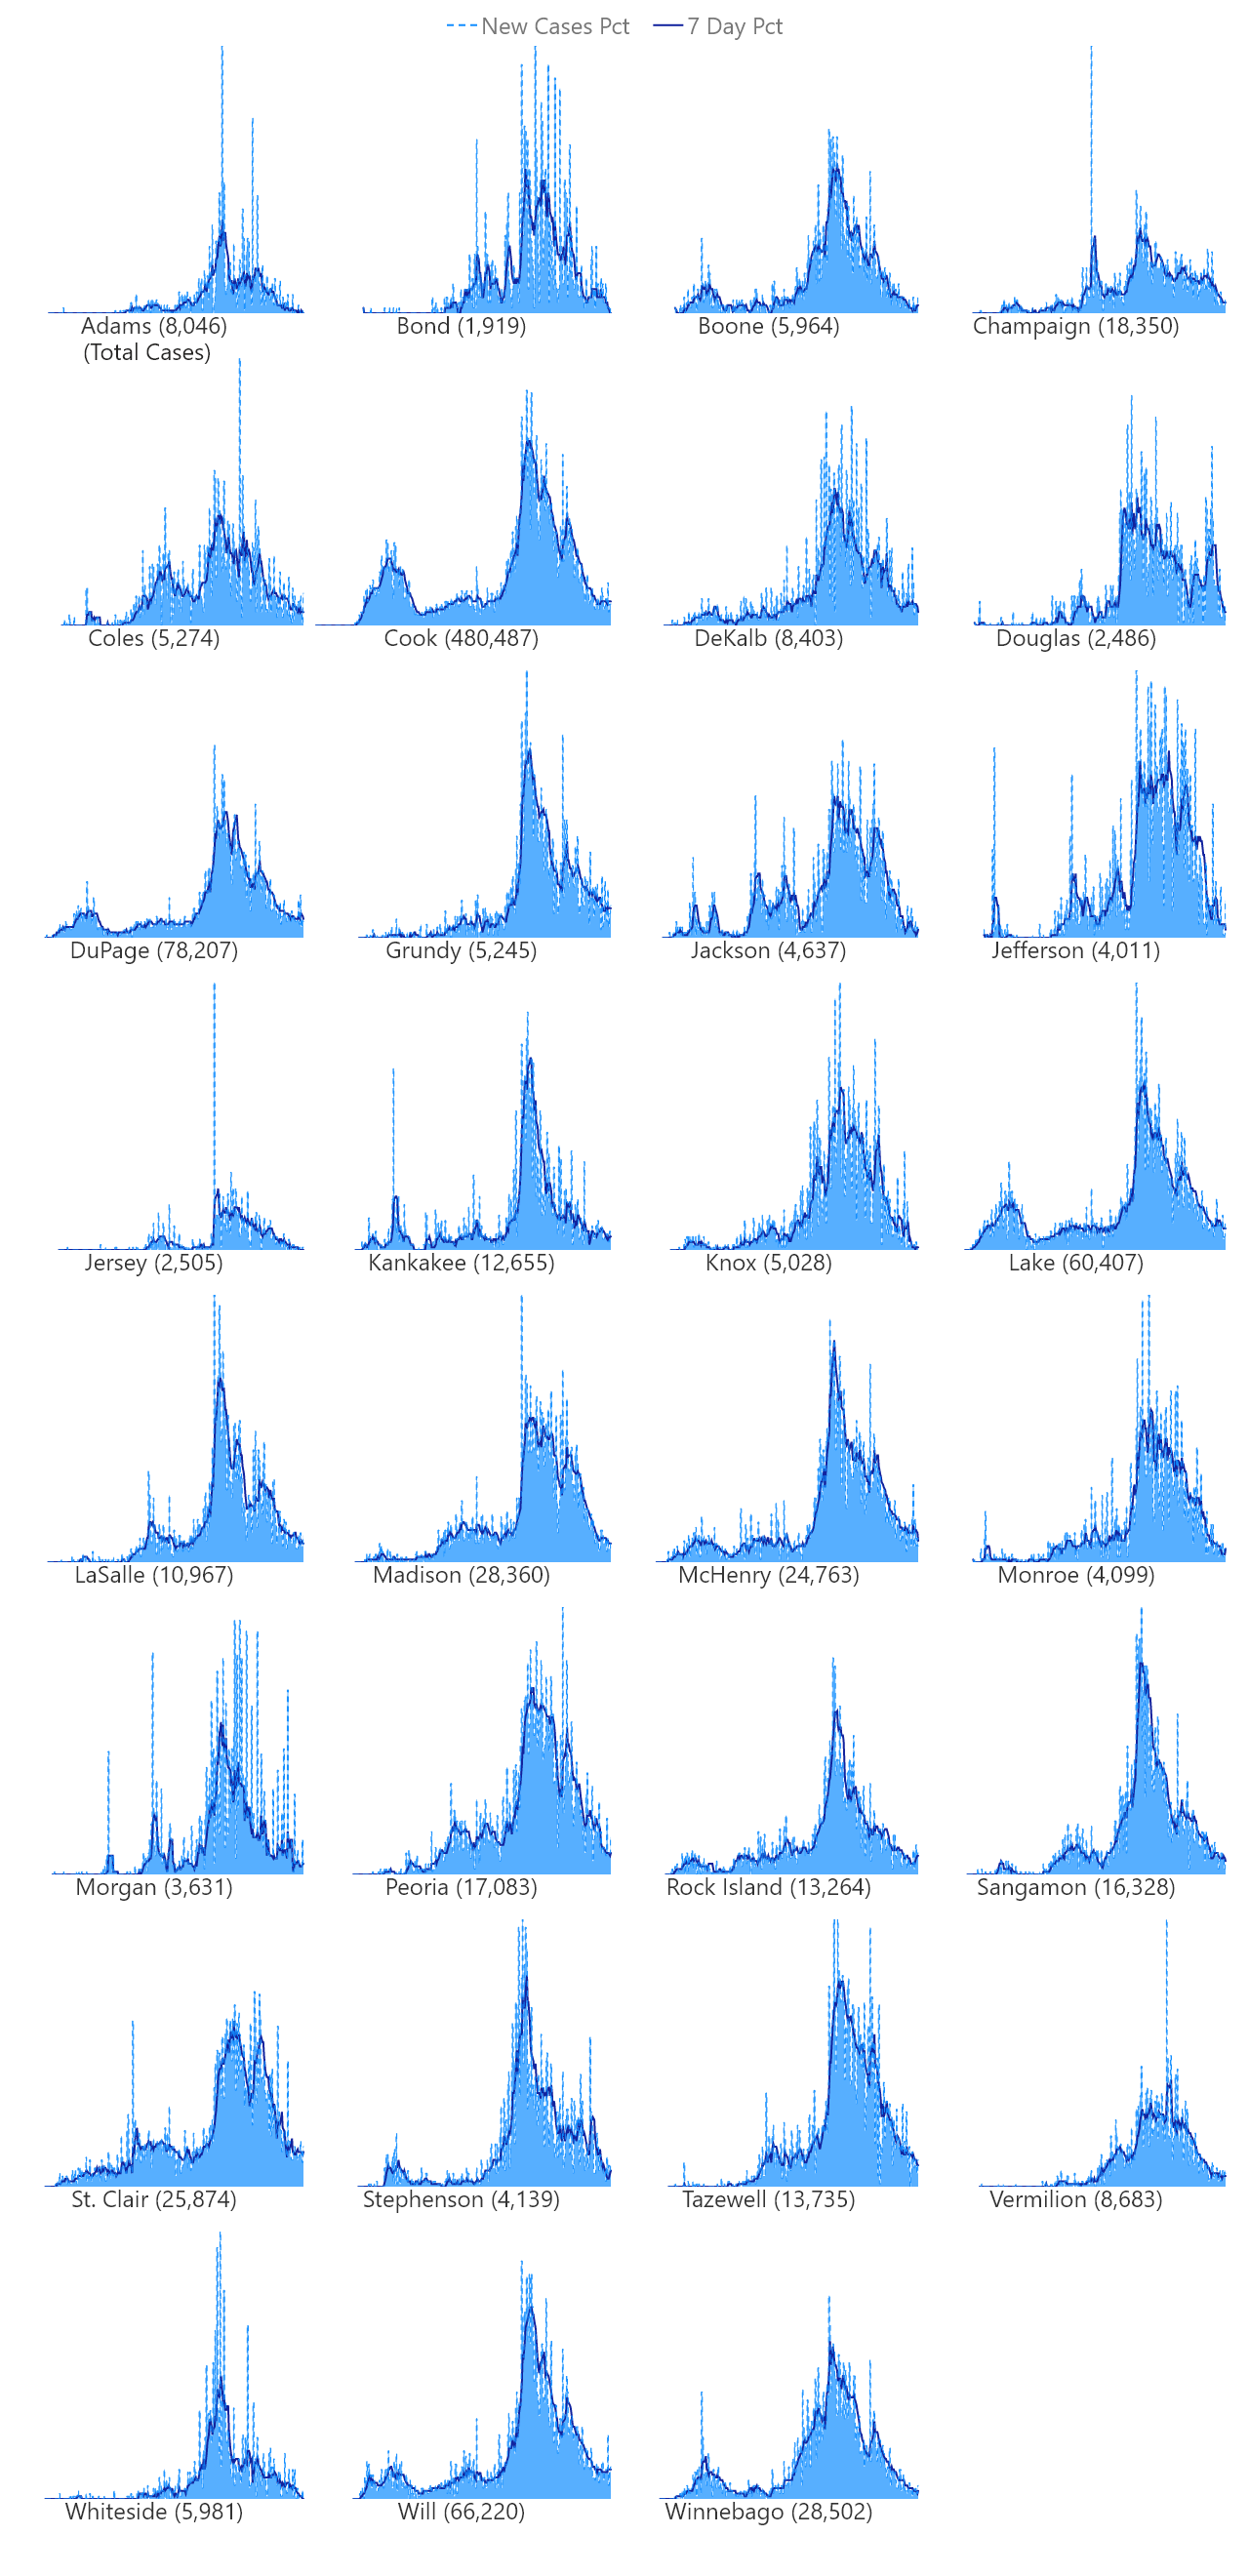 New Cases Pct 7 Day Pct
Adams (8,046) Bond (1,919) Boone (5,964) Champaign (18,350)
(Total Cases)
Coles (5,274) Cook (480,487) DeKalb (8,403) Douglas (2,486)
DuPage (78,207) Grundy (5,245) Jackson (4,637) Jefferson (4,011)
Jersey (2,505) Kankakee (12,655) Knox (5,028) Lake (60,407)
LaSalle (10,967) Madison (28,360) McHenry (24,763) Monroe (4,099)
Morgan (3,631) Peoria (17,083) Rock Island (13,264) Sangamon (16,328)
St. Clair (25,874) Stephenson (4,139) Tazewell (13,735) Vermilion (8,683)
Whiteside (5,981) Will (66,220) Winnebago (28,502)